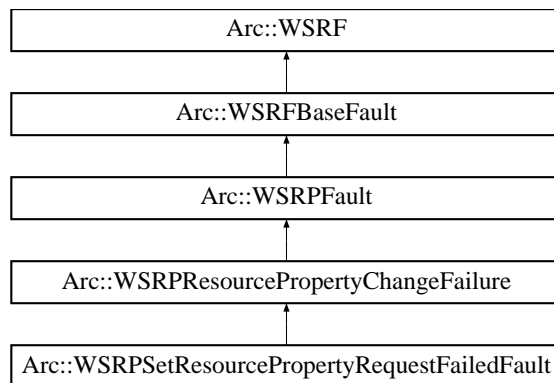 Arc::WSRF
Arc::WSRFBaseFault
Arc::WSRPFault
Arc::WSRPResourcePropertyChangeFailure
Arc::WSRPSetResourcePropertyRequestFailedFault